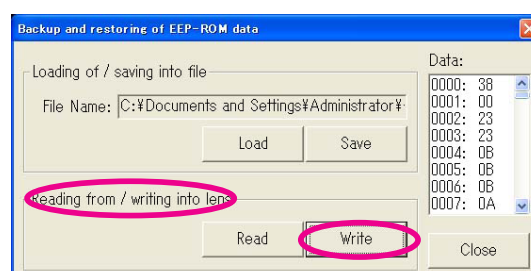 Backup and restoring of EEP-ROM data
Loading of / saving into file
File Name: C:¥Documents and Settings¥Administrator¥
Load Save
Reading from / writing into lens
Read Write
Data:
0000: 38
0001: 00
0002: 23
0003: 23
0004: 0B
0005: 0B
0006: 0B
0007: 0A
Close